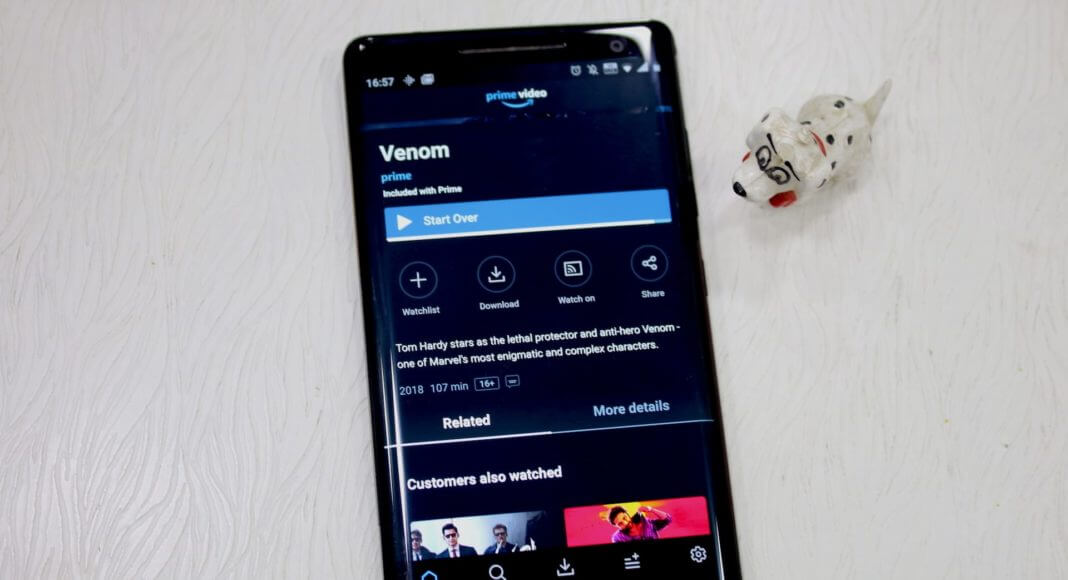 16:57
prime video
Venom
prime
Included with Prime
Start Over
Watchlist
Download
Watch on
Share
Tom Hardy stars as the lethal protector and anti-hero Venom -
one of Marvel's most enigmatic and complex characters.
2018 107 min 16+
Related
More details
Customers also watched